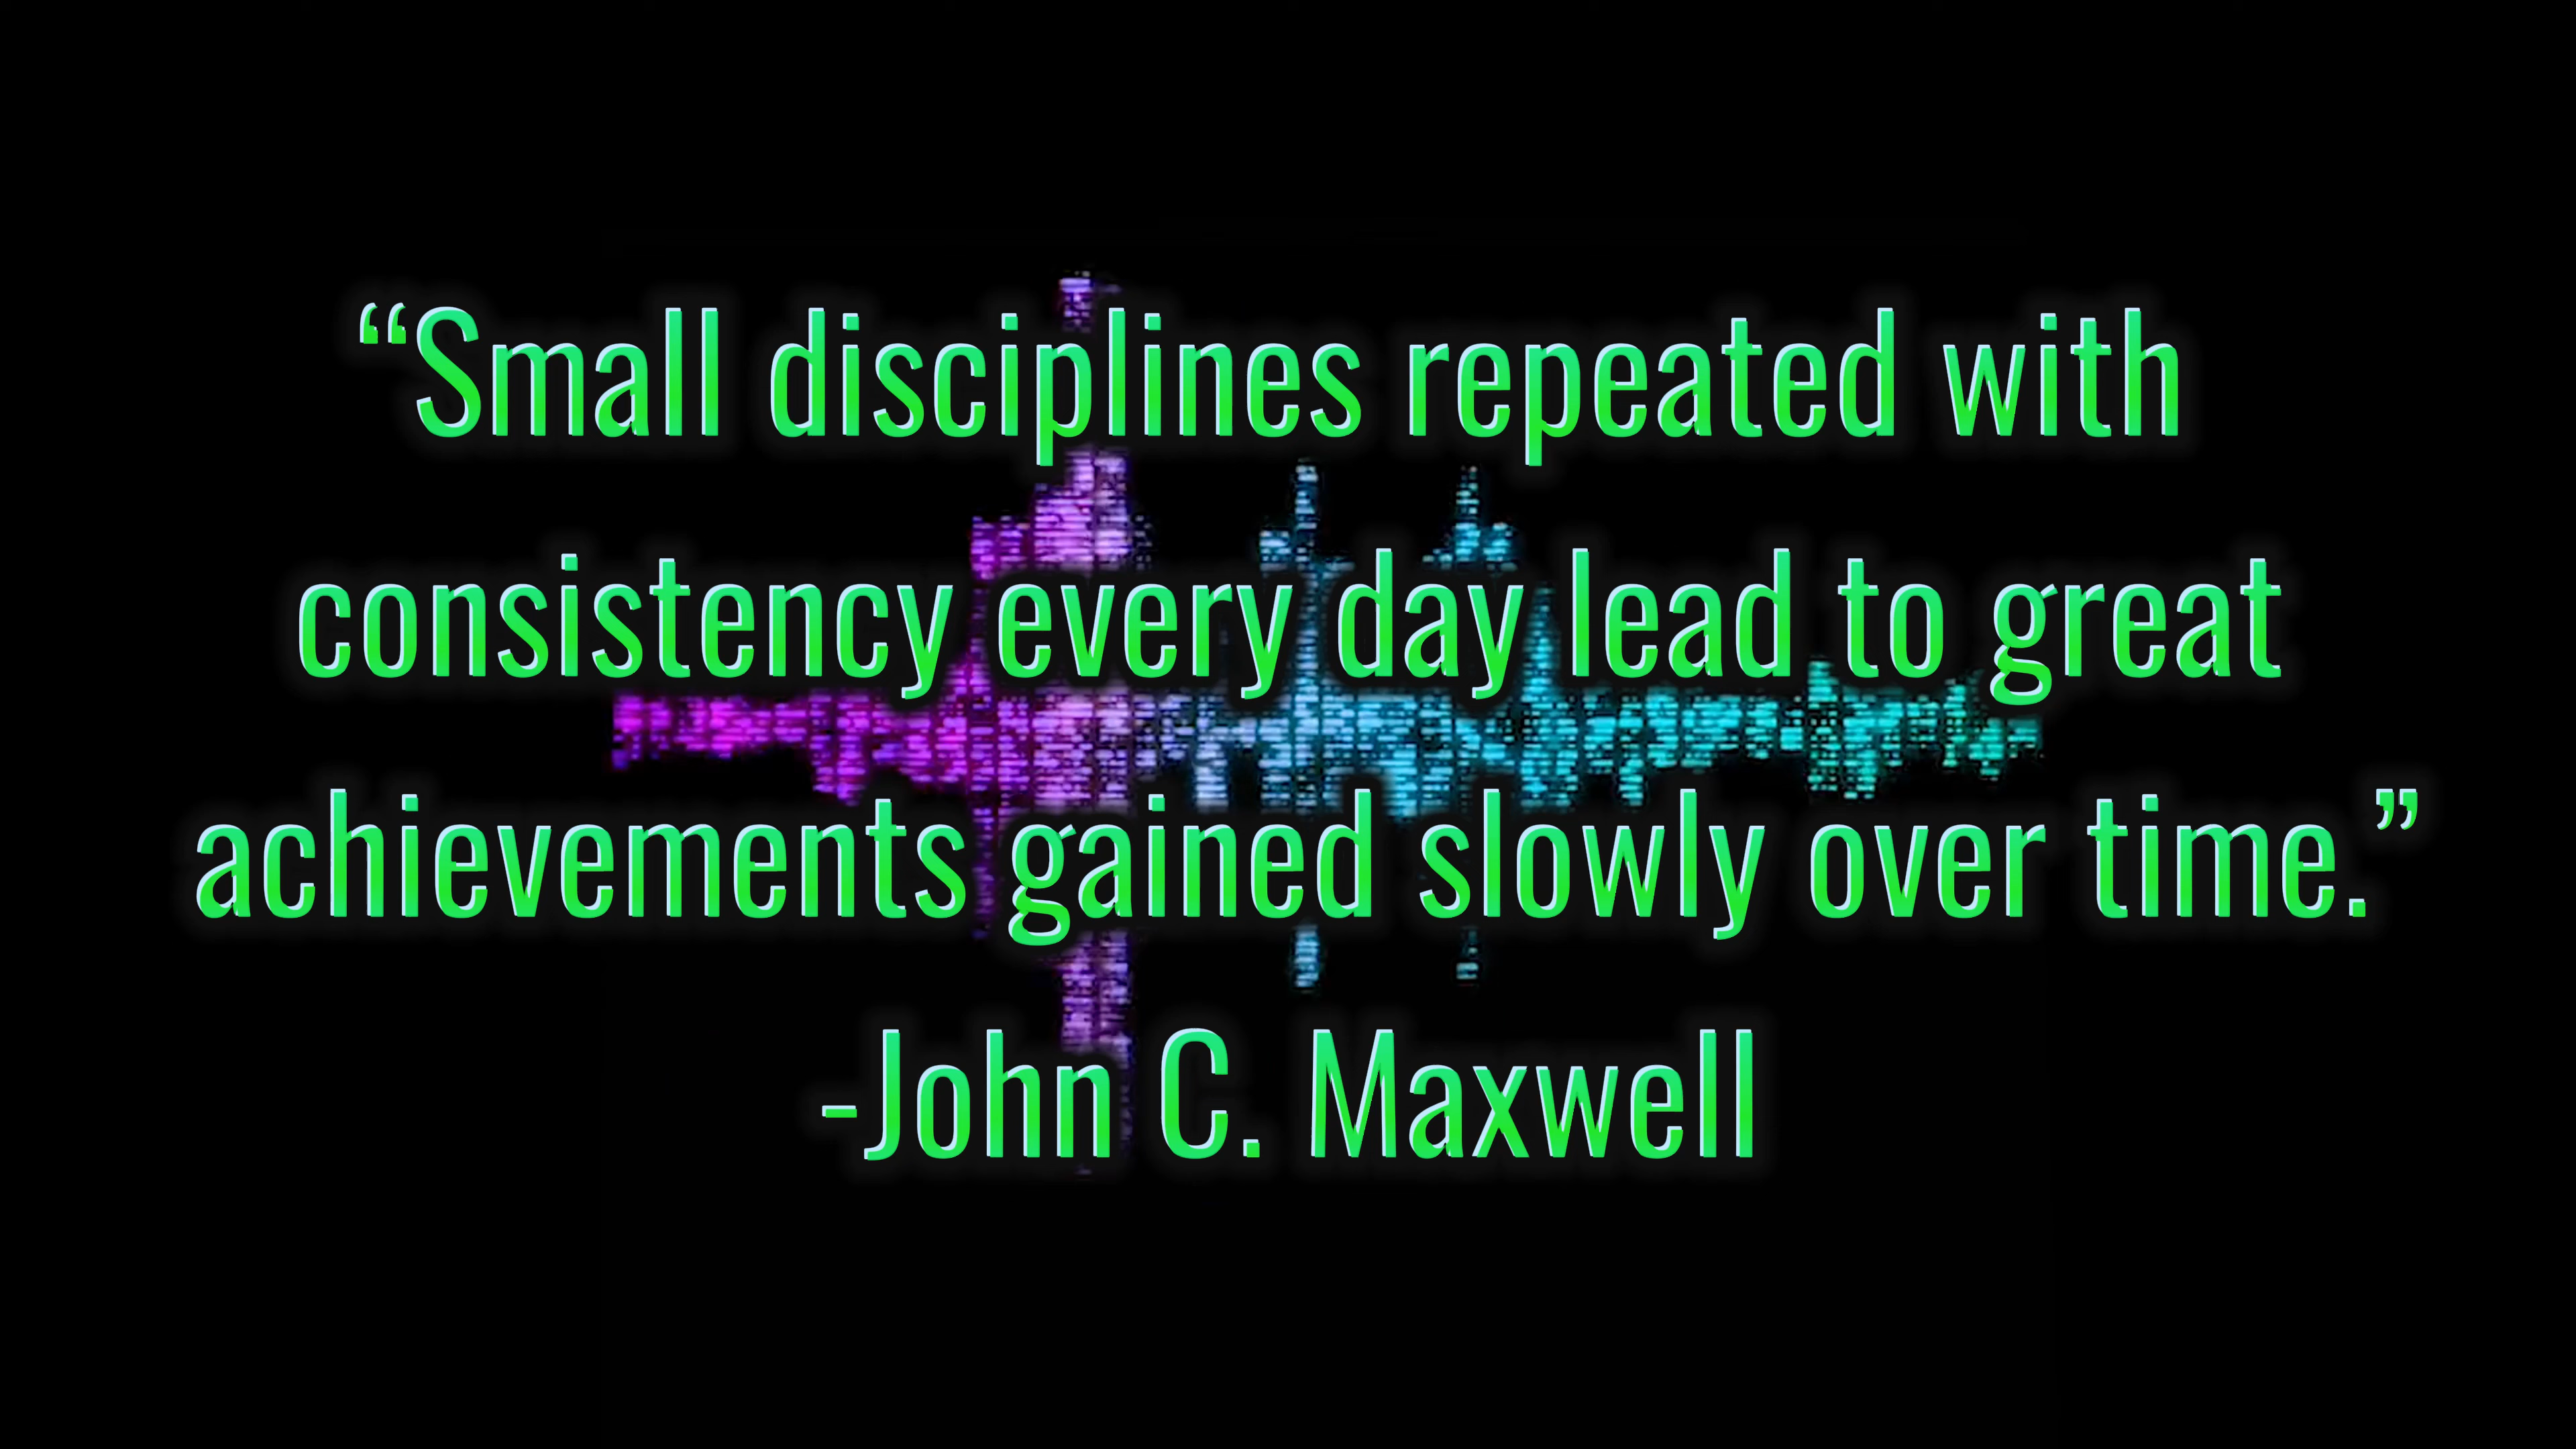 “Small disciplines repeated with
consistency every day lead to great
achievements gained slowly over time.”
-John C. Maxwell